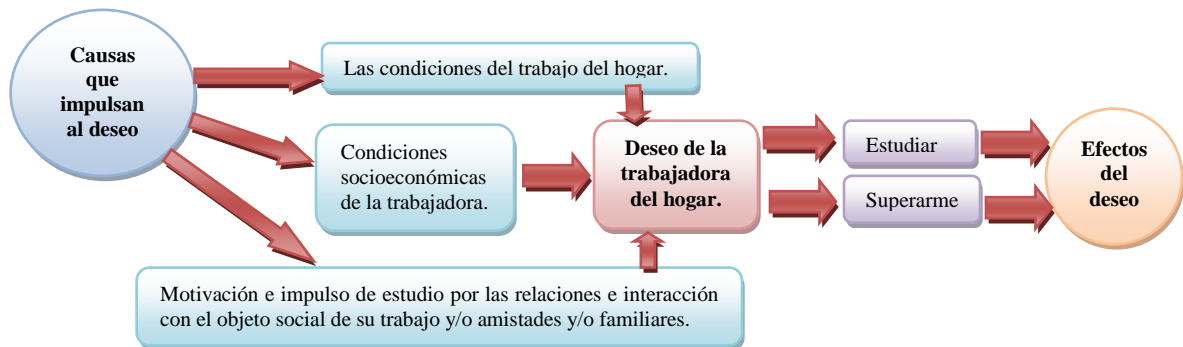 Causas
que
impulsan
al deseo
Las condiciones del trabajo del hogar.
Condiciones
socioeconómicas
de la trabajadora.
Motivación e impulso de estudio por las relaciones e interacción
con el objeto social de su trabajo y/o amistades y/o familiares.
Deseo de la
trabajadora
del hogar.
Estudiar
Superarme
Efectos
del
deseo